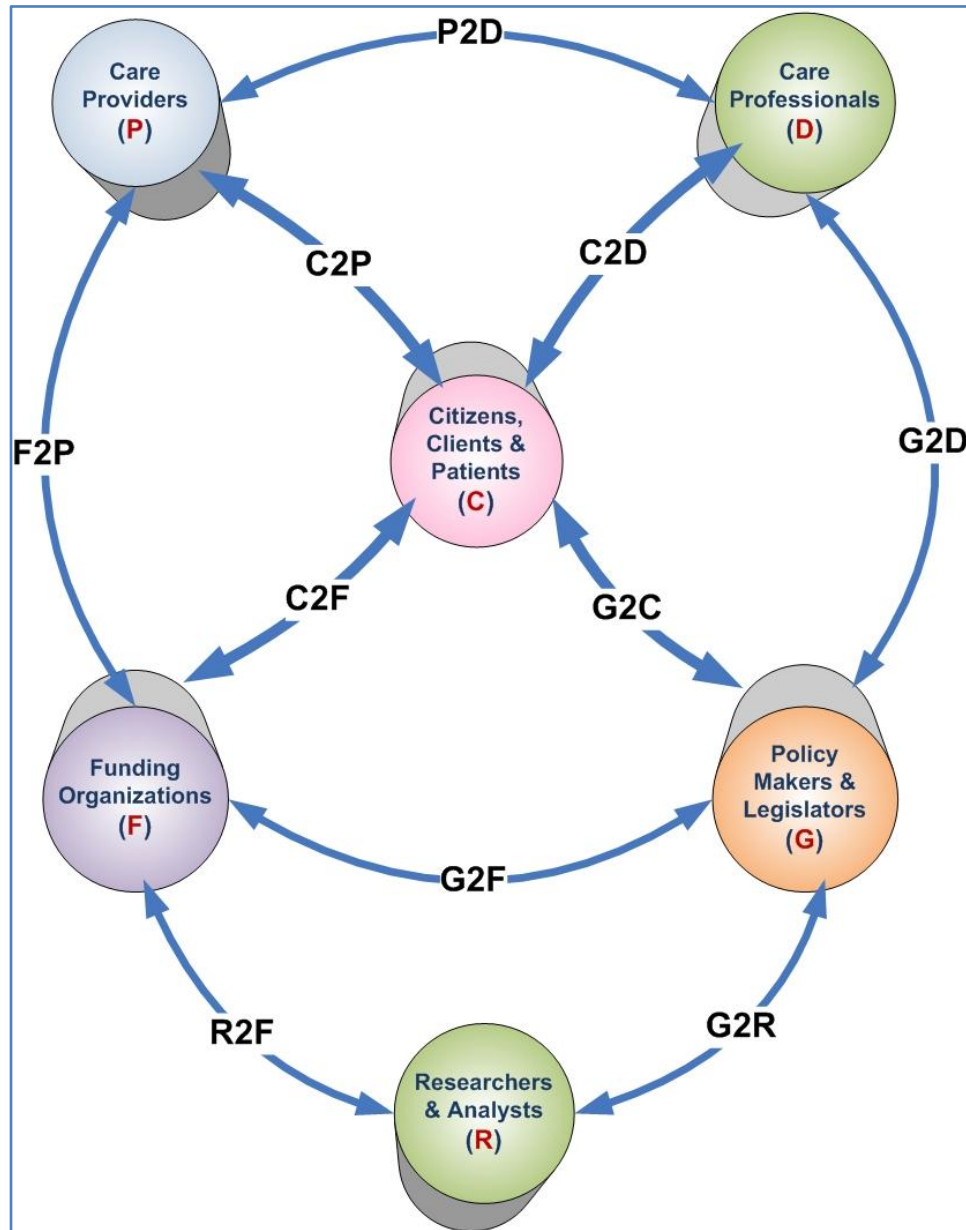 P2D
Care
Providers
(P)
Care
Professionals
(D)
C2P
C2D
Citizens,
Clients &
Patients
(C)
F2P
G2D
C2F
G2C
Funding
Organizations
(F)
Policy
Makers &
Legislators
(G)
G2F
R2F
G2R
Researchers
& Analysts
(R)